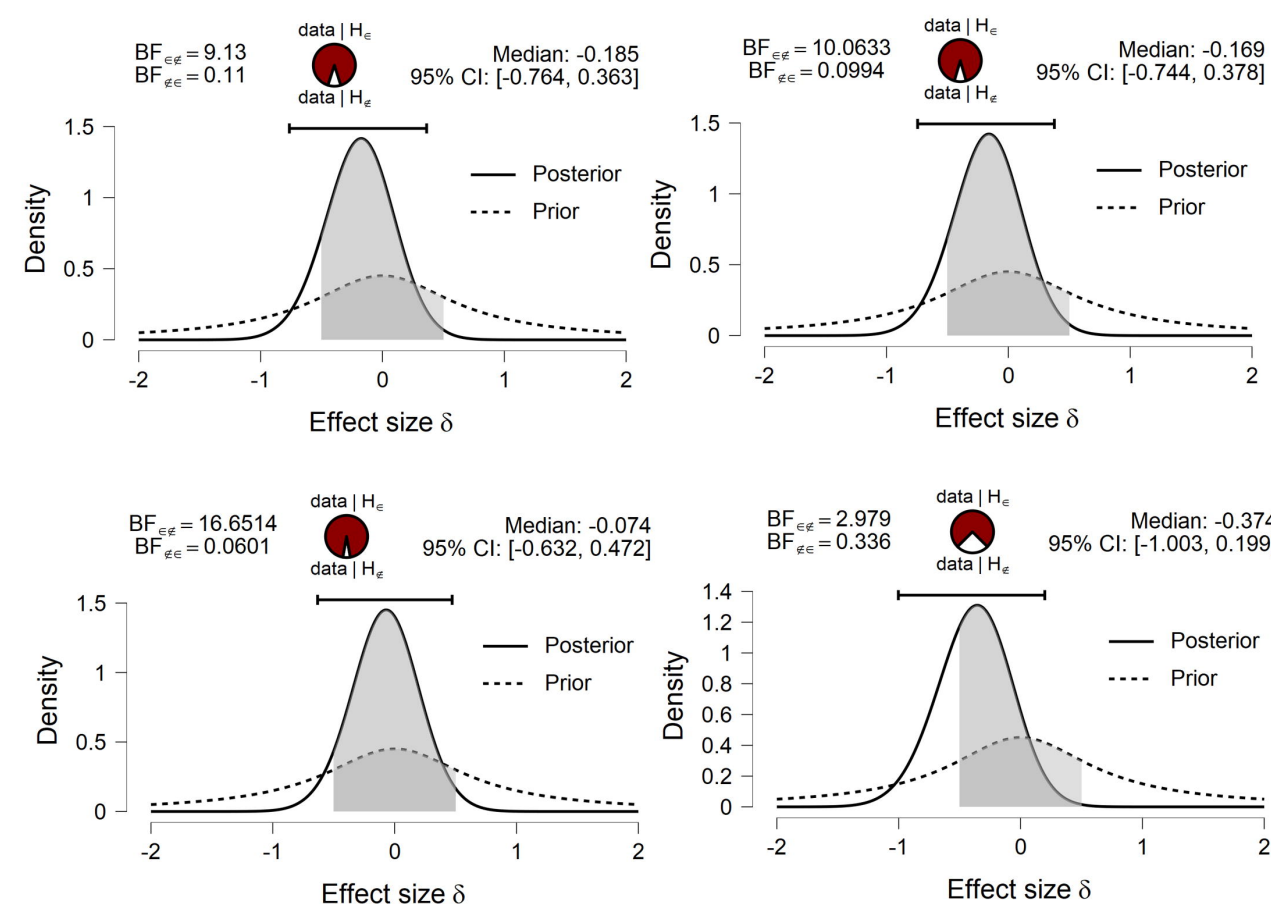 data | H∈
BF∈∉ = 9.13
BF∉∈ = 0.11
Median: -0.185
95% CI: [-0.764, 0.363]
data | H∉
1.5
1
0.5
0
Density
Posterior
Prior
-2 -1 0 1 2
Effect size δ
data | H∈
BF∈∉ = 10.0633
BF∉∈ = 0.0994
Median: -0.169
95% CI: [-0.744, 0.378]
data | H∉
1.5
1
0.5
0
Density
Posterior
Prior
-2 -1 0 1 2
Effect size δ
data | H∈
BF∈∉ = 16.6514
BF∉∈ = 0.0601
Median: -0.074
95% CI: [-0.632, 0.472]
data | H∉
1.5
1
0.5
0
Density
Posterior
Prior
-2 -1 0 1 2
Effect size δ
data | H∈
BF∈∉ = 2.979
BF∉∈ = 0.336
Median: -0.374
95% CI: [-1.003, 0.199
data | H∉
1.4
1.2
1
0.8
0.6
0.4
0.2
0
Density
Posterior
Prior
-2 -1 0 1 2
Effect size δ